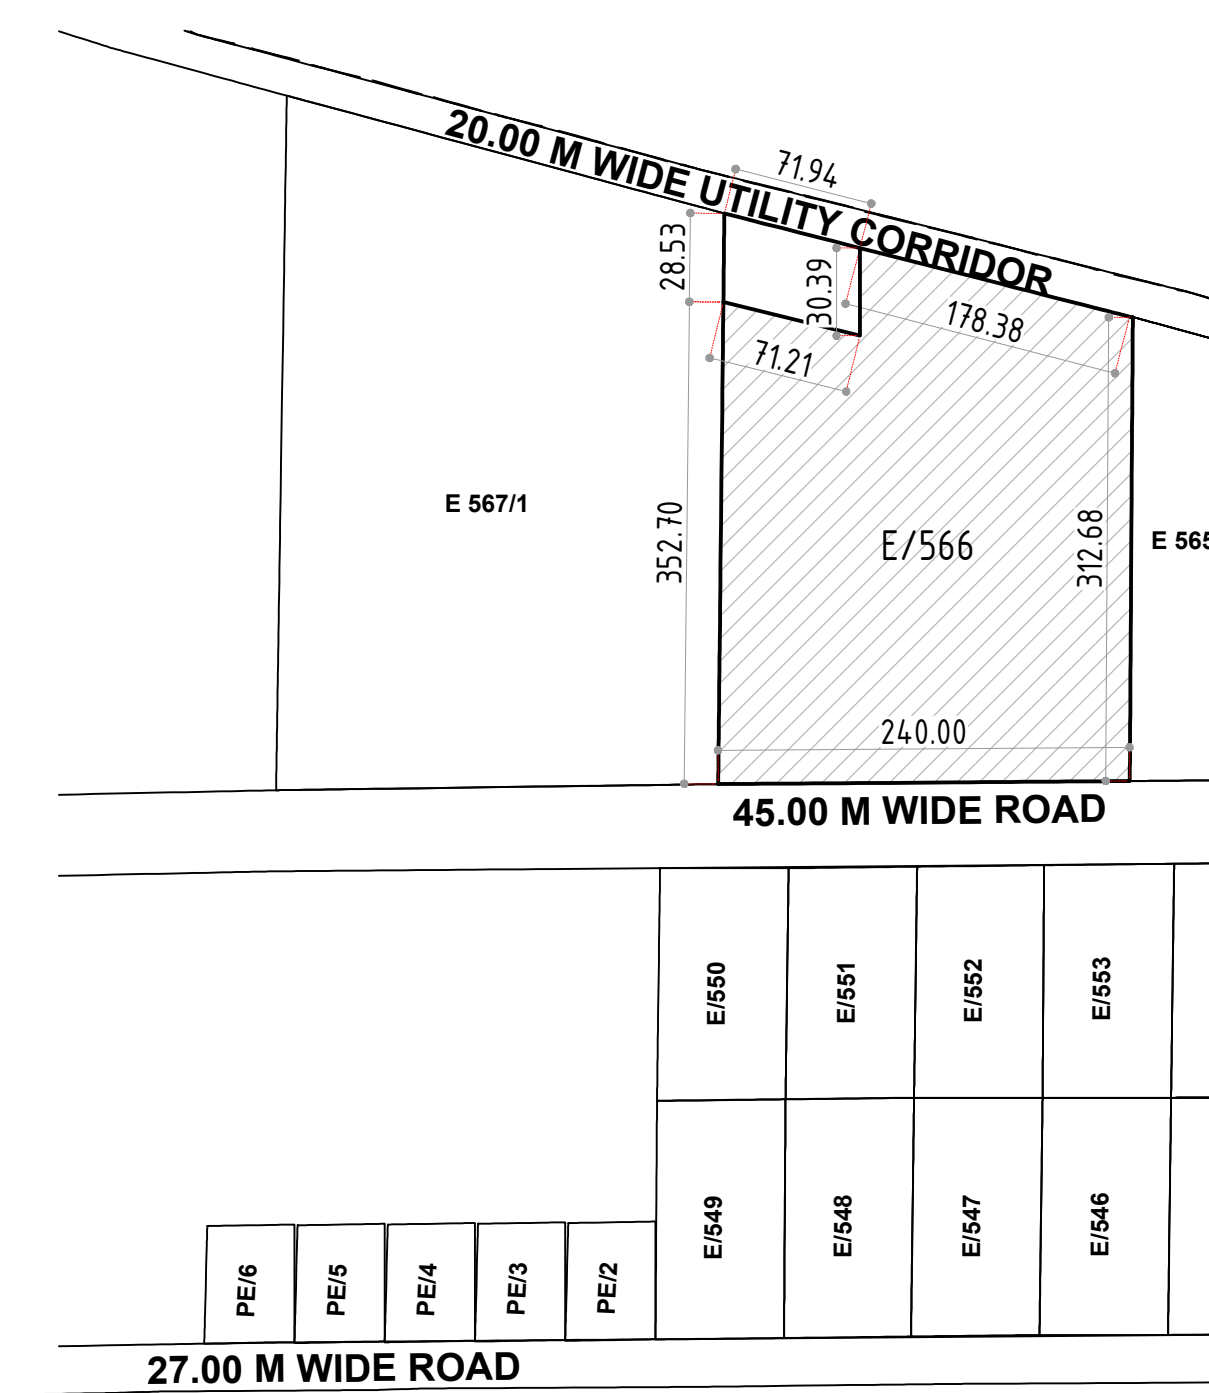 20.00 M WIDE UTILITY CORRIDOR
71.94
28.53
30.39
178.38
71.21
E 567/1
352.70
E/566
312.68
E 565
240.00
45.00 M WIDE ROAD
E/550
E/551
E/552
E/553
E/549
E/548
E/547
E/546
PE/6
PE/5
PE/4
PE/3
PE/2
27.00 M WIDE ROAD